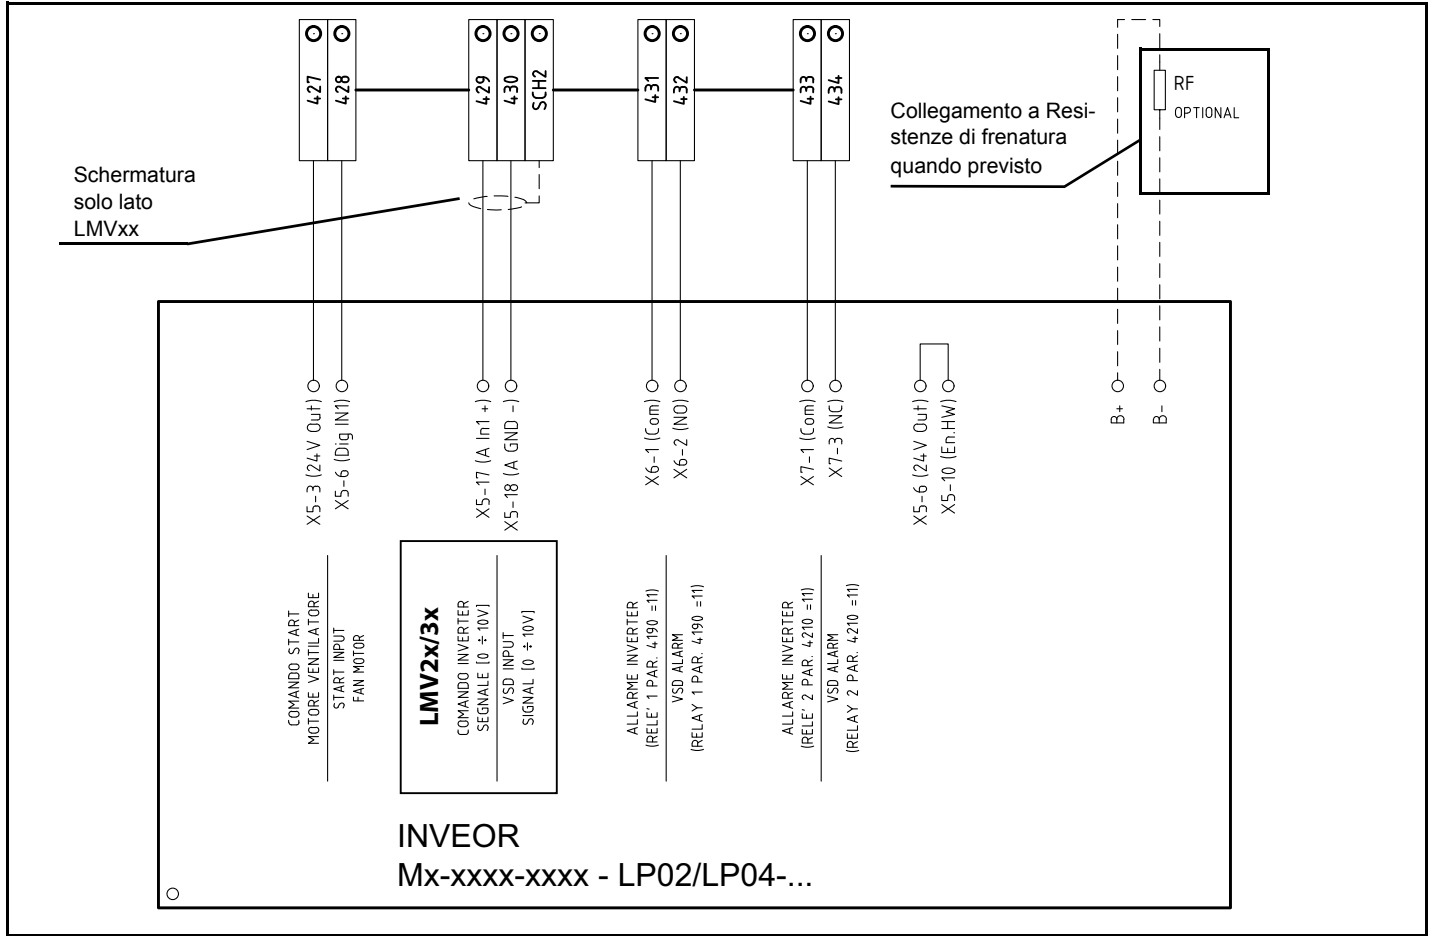 427
428
429
430
SCH2
431
432
433
434
RF
OPTIONAL
Collegamento a Resi-
stenze di frenatura
quando previsto
Schermatura
solo lato
LMVxx
X5-3 (24V Out)
X5-6 (Dig IN1)
X5-17 (A In1 +)
X5-18 (A GND -)
X6-1 (Com)
X6-2 (NO)
X7-1 (Com)
X7-3 (NC)
X5-6 (24V Out)
X5-10 (En.HW)
B+
B-
COMANDO START
MOTORE VENTILATORE
START INPUT
FAN MOTOR
LMV2x/3x
COMANDO INVERTER
SEGNALE [0 ÷ 10V]
VSD INPUT
SIGNAL [0 ÷ 10V]
ALLARME INVERTER
(RELE' 1 PAR. 4190 =11)
VSD ALARM
(RELAY 1 PAR. 4190 =11)
ALLARME INVERTER
(RELE' 2 PAR. 4210 =11)
VSD ALARM
(RELAY 2 PAR. 4210 =11)
INVEOR
Mx-xxxx-xxxx - LP02/LP04-...